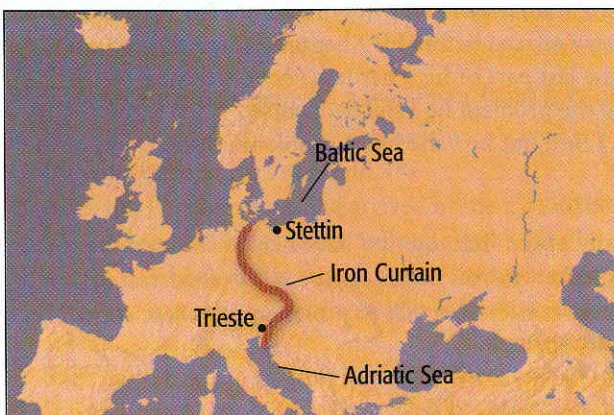 Baltic Sea
Stettin
Iron Curtain
Trieste
Adriatic Sea